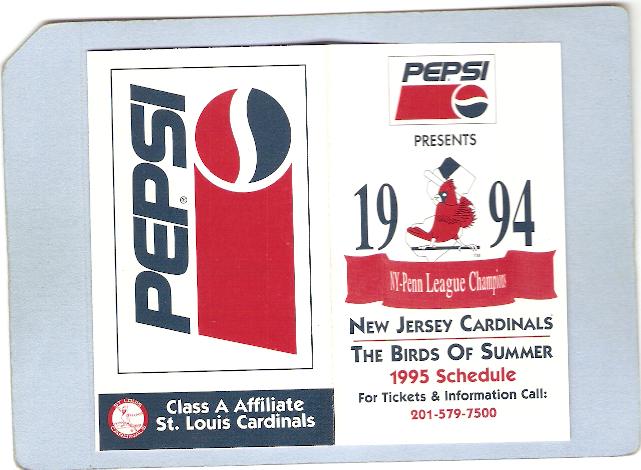 PEPSI®
Class A Affiliate
St. Louis Cardinals
PEPSI
PRESENTS
19 94
NY-Penn League Champions
NEW JERSEY CARDINALS
THE BIRDS OF SUMMER
1995 Schedule
For Tickets & Information Call:
201-579-7500